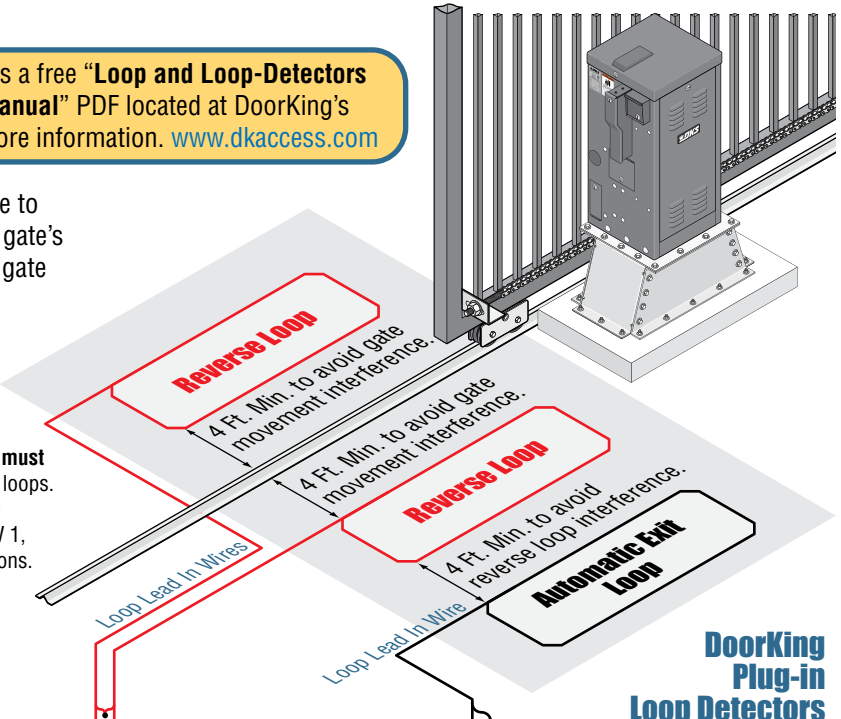 s a free “Loop and Loop-Detectors
anual” PDF located at DoorKing's
ore information. www.dkaccess.com
e to
gate's
gate
DKS
Reverse Loop
4 Ft. Min. to avoid gate
movement interference.
4 Ft. Min. to avoid gate
movement interference.
must
loops.
/ 1,
ons.
Reverse Loop
4 Ft. Min. to avoid
reverse loop interference.
Automatic Exit
Loop
Loop Lead In Wires
Loop Lead In Wire
DoorKing
Plug-in
Loop Detectors